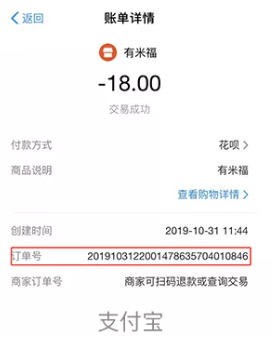 返回 账单详情
有米福
-18.00
交易成功
付款方式 花呗
商品说明 有米福
查看购物详情
创建时间 2019-10-31 11:44
订单号 2019103122001478635704010846
商家订单号 商家可扫码退款或查询交易
支付宝